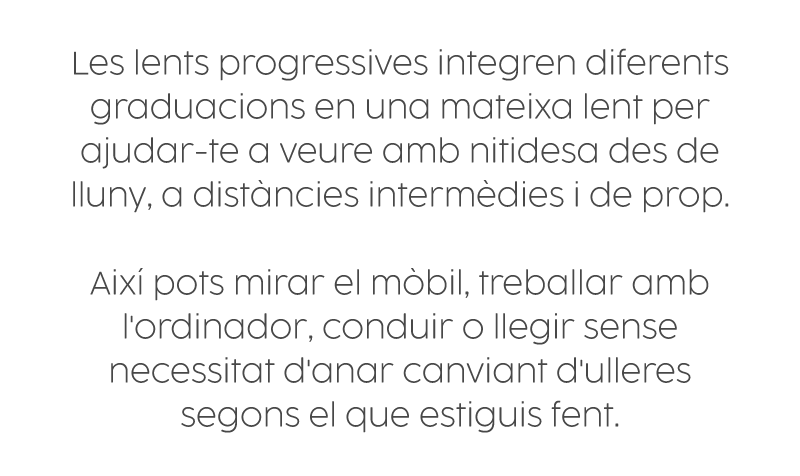 Les lents progressives integren diferents
graduacions en una mateixa lent per
ajudar-te a veure amb nitidesa des de
lluny, a distàncies intermèdies i de prop.
Així pots mirar el mòbil, treballar amb
l'ordinador, conduir o llegir sense
necessitat d'anar canviant d'ulleres
segons el que estiguis fent.